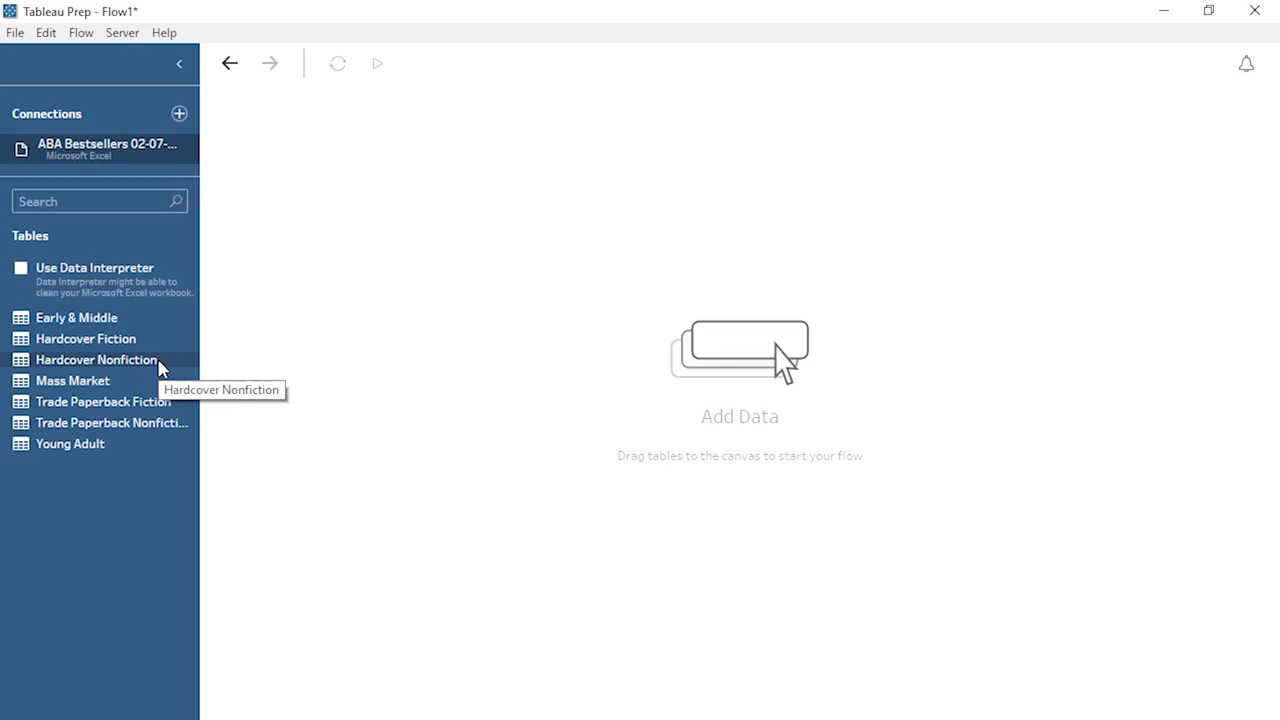 Tableau Prep - Flow1*
File Edit Flow Server Help
Connections
ABA Bestsellers 02-07-...
Microsoft Excel
Search
Tables
Use Data Interpreter
Data Interpreter might be able to
clean your Microsoft Excel workbook.
Early & Middle
Hardcover Fiction
Hardcover Nonfiction
Hardcover Nonfiction
Mass Market
Trade Paperback Fiction
Trade Paperback Nonficti...
Young Adult
Add Data
Drag tables to the canvas to start your flow